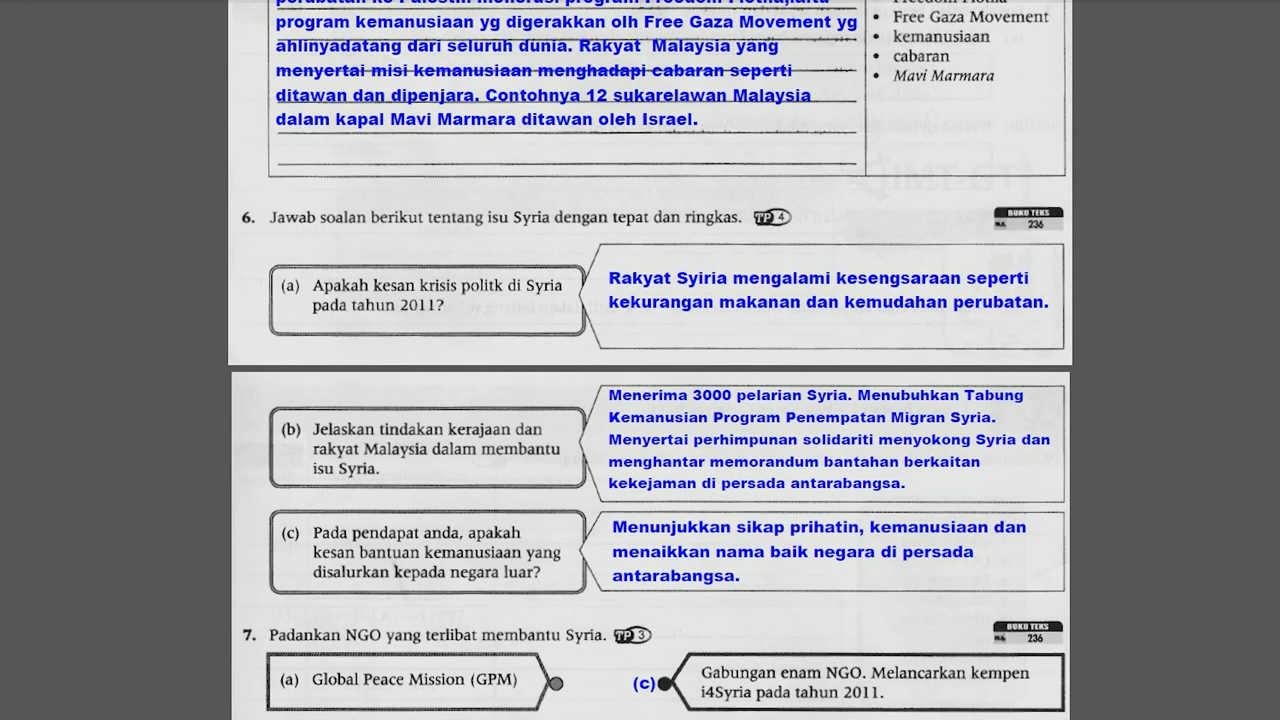 program kemanusiaan yg digerakkan olh Free Gaza Movement yg
ahlinyadatang dari seluruh dunia. Rakyat Malaysia yang
menyertai misi kemanusiaan menghadapi cabaran seperti
ditawan dan dipenjara. Contohnya 12 sukarelawan Malaysia
dalam kapal Mavi Marmara ditawan oleh Israel.
• Free Gaza Movement
• kemanusiaan
• cabaran
• Mavi Marmara
6. Jawab soalan berikut tentang isu Syria dengan tepat dan ringkas. TP 4
BUKU TEKS
236
(a) Apakah kesan krisis politk di Syria
pada tahun 2011?
Rakyat Syiria mengalami kesengsaraan seperti
kekurangan makanan dan kemudahan perubatan.
(b) Jelaskan tindakan kerajaan dan
rakyat Malaysia dalam membantu
isu Syria.
Menerima 3000 pelarian Syria. Menubuhkan Tabung
Kemanusian Program Penempatan Migran Syria.
Menyertai perhimpunan solidariti menyokong Syria dan
menghantar memorandum bantahan berkaitan
kekejaman di persada antarabangsa.
(c) Pada pendapat anda, apakah
kesan bantuan kemanusiaan yang
disalurkan kepada negara luar?
Menunjukkan sikap prihatin, kemanusiaan dan
menaikkan nama baik negara di persada
antarabangsa.
7. Padankan NGO yang terlibat membantu Syria. TP 3
BUKU TEKS
236
(a) Global Peace Mission (GPM)
(c)
Gabungan enam NGO. Melancarkan kempen
i4Syria pada tahun 2011.